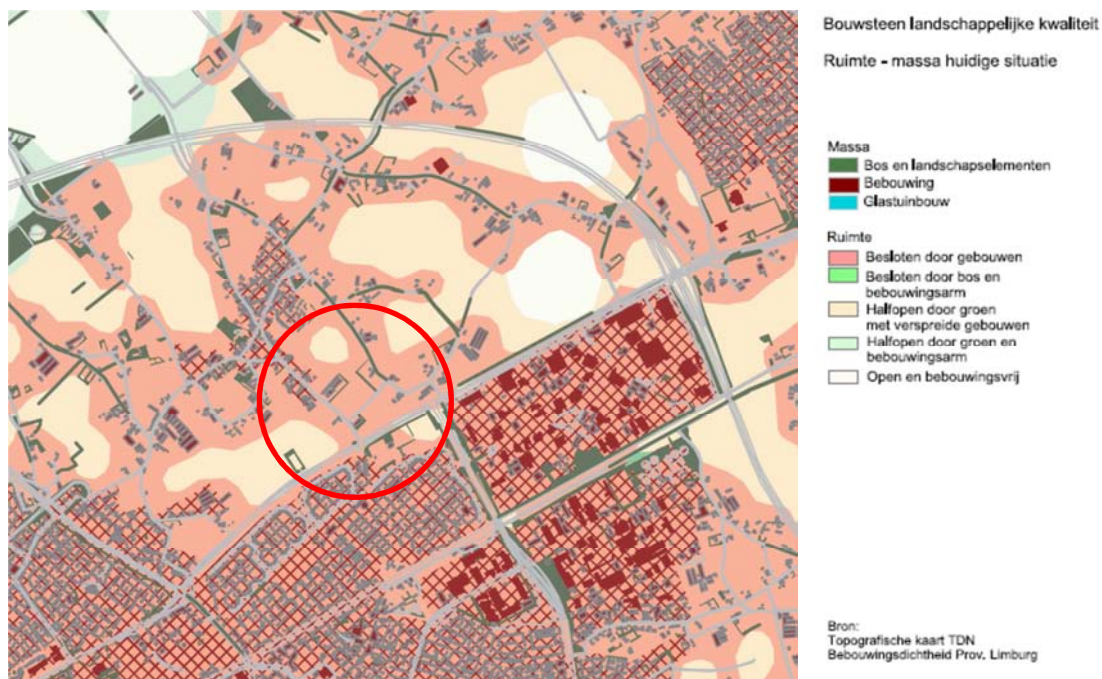 Bouwsteen landschappelijke kwaliteit
Ruimte - massa huidige situatie
Massa
Bos en landschapselementen
Bebouwing
Glastuinbouw
Ruimte
Besloten door gebouwen
Besloten door bos en
bebouwingsarm
Halfopen door groen
met verspreide gebouwen
Halfopen door groen en
bebouwingsarm
Open en bebouwingsvrij
Bron:
Topografische kaart TDN
Bebouwingsdichtheid Prov. Limburg